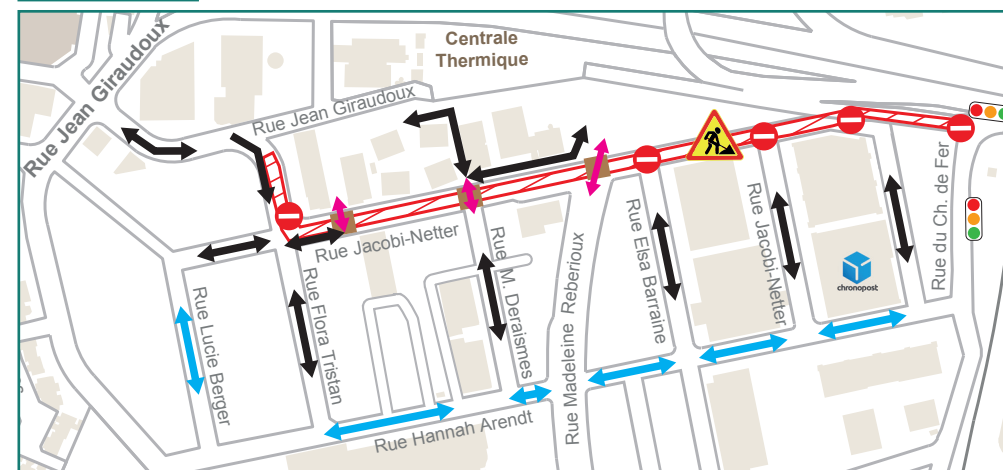 Centrale
Thermique
Rue Jean Giraudoux
Rue Jean Giraudoux
Rue Jacobi-Netter
Rue Lucie Berger
Rue Flora Tristan
Rue M. Deraismes
Rue Madeleine Reberioux
Rue Elsa Barraine
Rue Jacobi-Netter
chronopost
Rue du Ch. de Fer
Rue Hannah Arendt